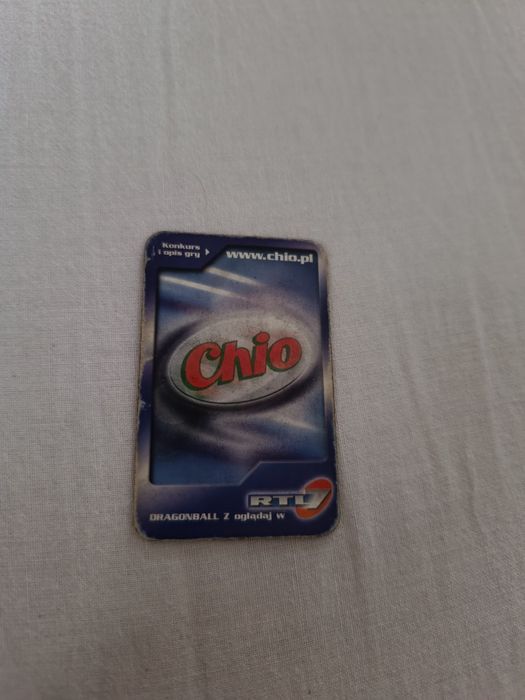 Konkurs
i opis gry
www.chio.pl
Chio
RTL7
DRAGONBALL Z oglądaj w